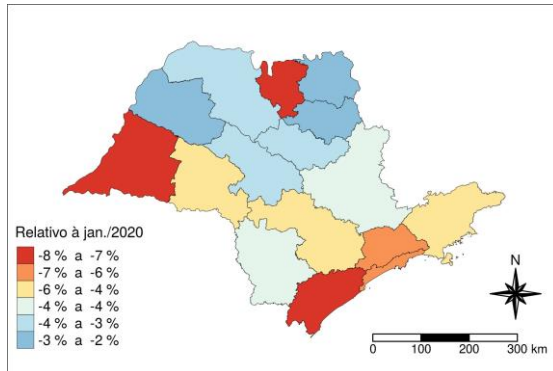 Relativo à jan./2020
-8 % a -7 %
-7 % a -6 %
-6 % a -4 %
-4 % a -4 %
-4 % a -3 %
-3 % a -2 %
N
0 100 200 300 km